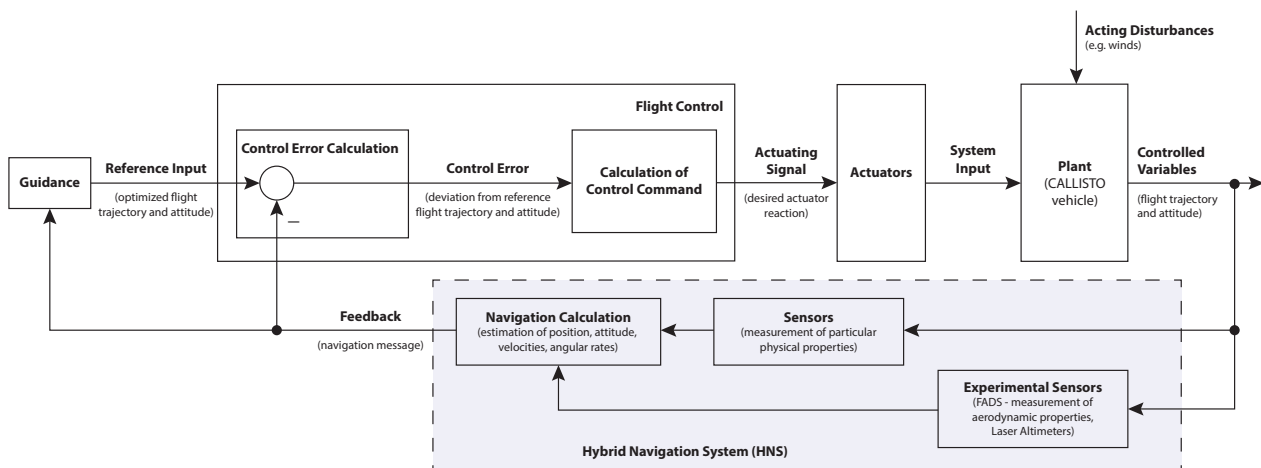 Acting Disturbances
(e.g. winds)
Flight Control
Control Error Calculation
Guidance
Reference Input
(optimized flight
trajectory and attitude)
–
Control Error
(deviation from reference
flight trajectory and attitude)
Calculation of
Control Command
Actuating
Signal
(desired actuator
reaction)
Actuators
System
Input
Plant
(CALLISTO
vehicle)
Controlled
Variables
(flight trajectory
and attitude)
Feedback
(navigation message)
Navigation Calculation
(estimation of position, attitude,
velocities, angular rates)
Sensors
(measurement of particular
physical properties)
Experimental Sensors
(FADS - measurement of
aerodynamic properties,
Laser Altimeters)
Hybrid Navigation System (HNS)